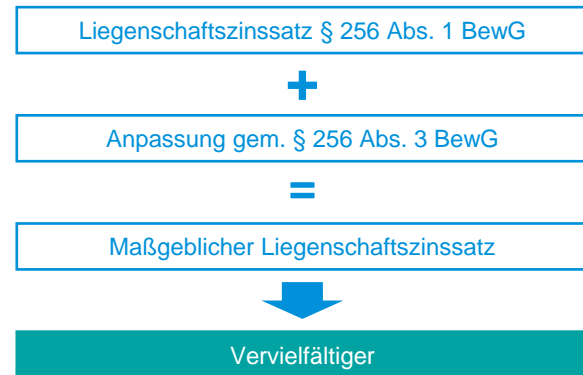 Liegenschaftszinssatz § 256 Abs. 1 BewG
+
Anpassung gem. § 256 Abs. 3 BewG
=
Maßgeblicher Liegenschaftszinssatz
Vervielfältiger